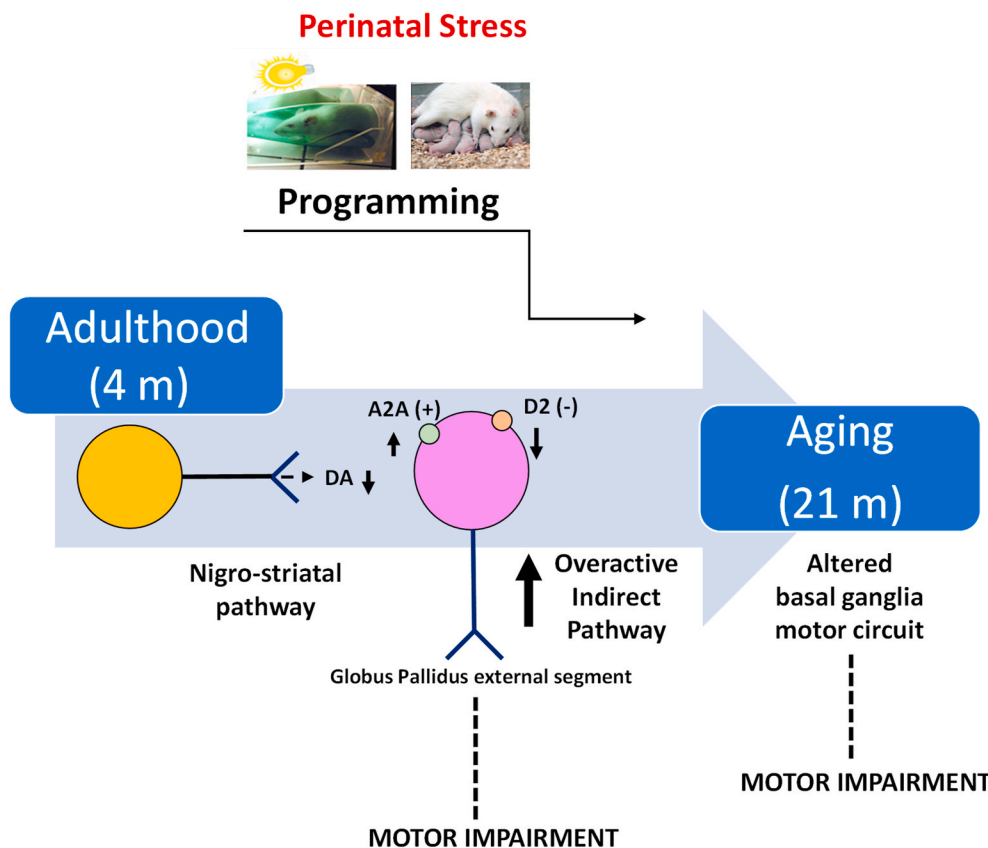 Perinatal Stress
Programming
Adulthood
(4 m)
A2A (+)
D2 (-)
DA
Aging
(21 m)
Nigro-striatal
pathway
Overactive
Indirect
Pathway
Altered
basal ganglia
motor circuit
Globus Pallidus external segment
MOTOR IMPAIRMENT
MOTOR IMPAIRMENT